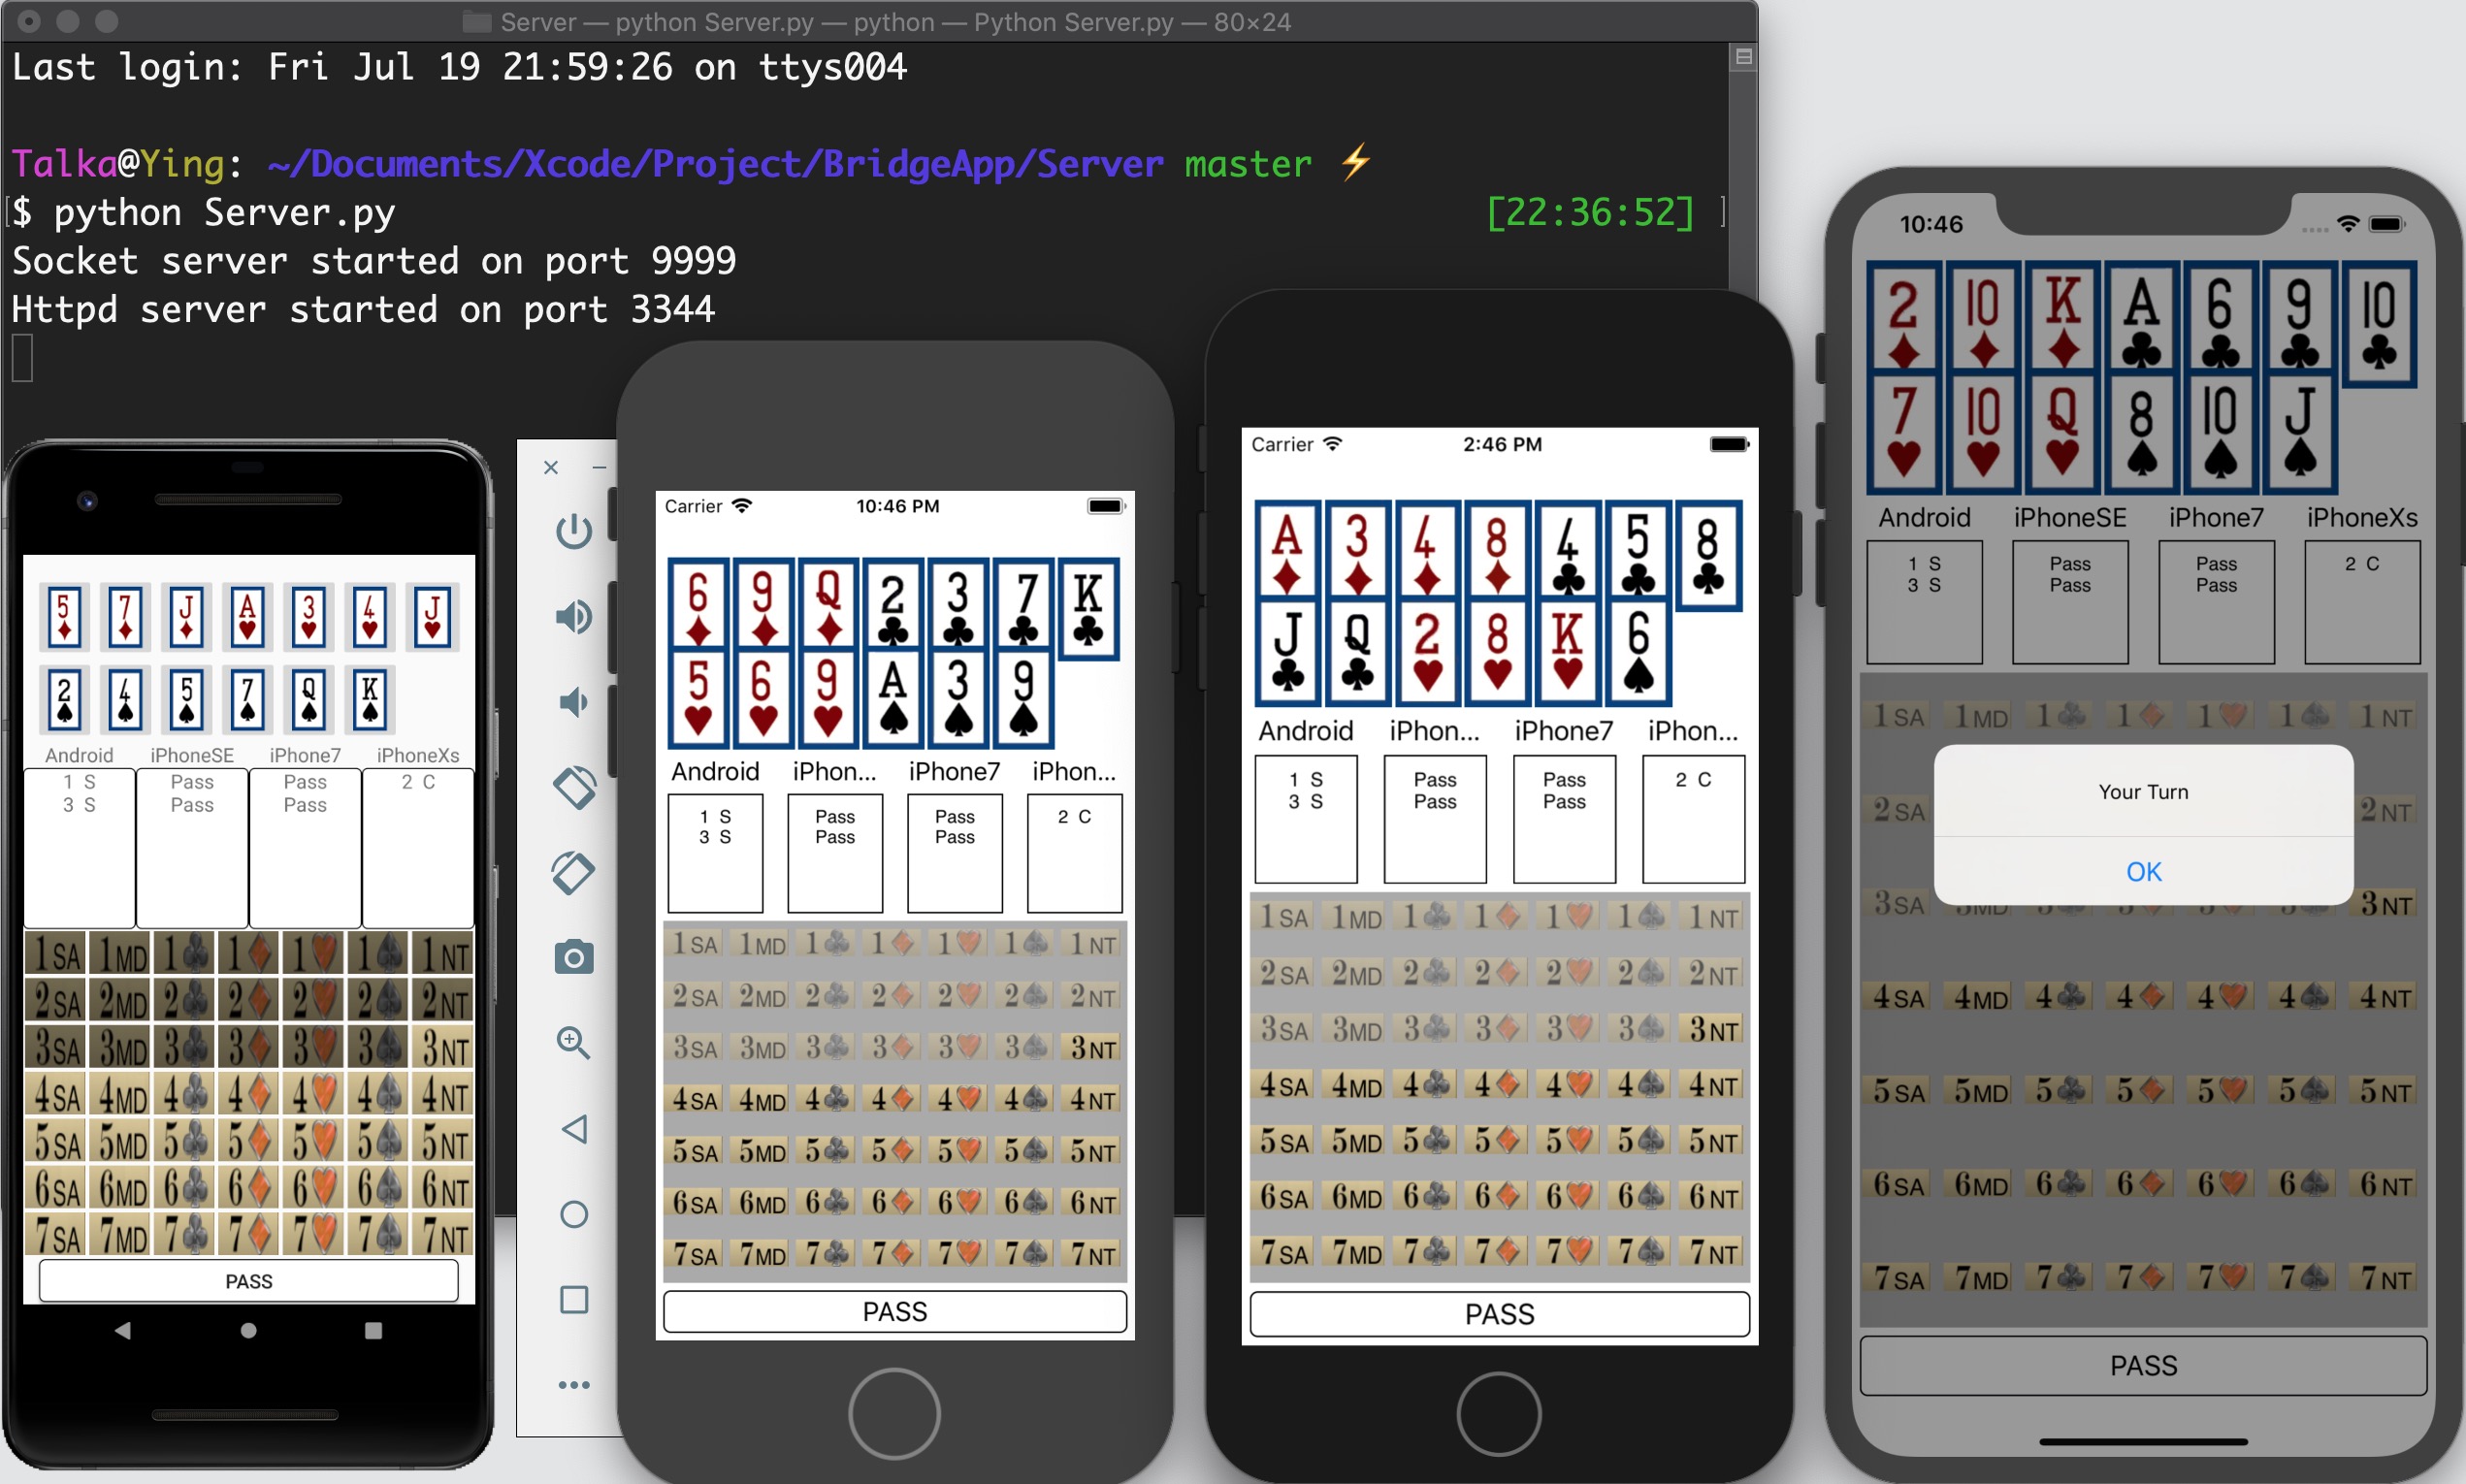 Server — python Server.py — python — Python Server.py — 80×24
Last login: Fri Jul 19 21:59:26 on ttys004
Talka@Ying: ~/Documents/Xcode/Project/BridgeApp/Server master ⚡
[$ python Server.py [22:36:52] ]
Socket server started on port 9999
Httpd server started on port 3344
5♦ 7♦ J♦ A♥ 3♥ 4♥ J♥
2♠ 4♠ 5♠ 7♠ Q♠ K♠
Android iPhoneSE iPhone7 iPhoneXs
1 S Pass Pass 2 C
3 S Pass Pass
1SA 1MD 1♣ 1♦ 1♥ 1♠ 1NT
2SA 2MD 2♣ 2♦ 2♥ 2♠ 2NT
3SA 3MD 3♣ 3♦ 3♥ 3♠ 3NT
4SA 4MD 4♣ 4♦ 4♥ 4♠ 4NT
5SA 5MD 5♣ 5♦ 5♥ 5♠ 5NT
6SA 6MD 6♣ 6♦ 6♥ 6♠ 6NT
7SA 7MD 7♣ 7♦ 7♥ 7♠ 7NT
PASS
Carrier 10:46 PM
6♦ 9♦ Q♦ 2♣ 3♣ 7♣ K♣
5♥ 6♥ 9♥ A♠ 3♠ 9♠
Android iPhon... iPhone7 iPhon...
1 S Pass Pass 2 C
3 S Pass Pass
1SA 1MD 1♣ 1♦ 1♥ 1♠ 1NT
2SA 2MD 2♣ 2♦ 2♥ 2♠ 2NT
3SA 3MD 3♣ 3♦ 3♥ 3♠ 3NT
4SA 4MD 4♣ 4♦ 4♥ 4♠ 4NT
5SA 5MD 5♣ 5♦ 5♥ 5♠ 5NT
6SA 6MD 6♣ 6♦ 6♥ 6♠ 6NT
7SA 7MD 7♣ 7♦ 7♥ 7♠ 7NT
PASS
Carrier 2:46 PM
A♦ 3♦ 4♦ 8♦ 4♣ 5♣ 8♣
J♣ Q♣ 2♥ 8♥ K♥ 6♠
Android iPhon... iPhone7 iPhon...
1 S Pass Pass 2 C
3 S Pass Pass
1SA 1MD 1♣ 1♦ 1♥ 1♠ 1NT
2SA 2MD 2♣ 2♦ 2♥ 2♠ 2NT
3SA 3MD 3♣ 3♦ 3♥ 3♠ 3NT
4SA 4MD 4♣ 4♦ 4♥ 4♠ 4NT
5SA 5MD 5♣ 5♦ 5♥ 5♠ 5NT
6SA 6MD 6♣ 6♦ 6♥ 6♠ 6NT
7SA 7MD 7♣ 7♦ 7♥ 7♠ 7NT
PASS
10:46
2♦ 10♦ K♦ A♣ 6♣ 9♣ 10♣
7♥ 10♥ Q♥ 8♠ 10♠ J♠
Android iPhoneSE iPhone7 iPhoneXs
1 S Pass Pass 2 C
3 S Pass Pass
1SA 1MD 1♣ 1♦ 1♥ 1♠ 1NT
2SA 2NT
Your Turn
OK
3SA 3MD 3NT
4SA 4MD 4♣ 4♦ 4♥ 4♠ 4NT
5SA 5MD 5♣ 5♦ 5♥ 5♠ 5NT
6SA 6MD 6♣ 6♦ 6♥ 6♠ 6NT
7SA 7MD 7♣ 7♦ 7♥ 7♠ 7NT
PASS